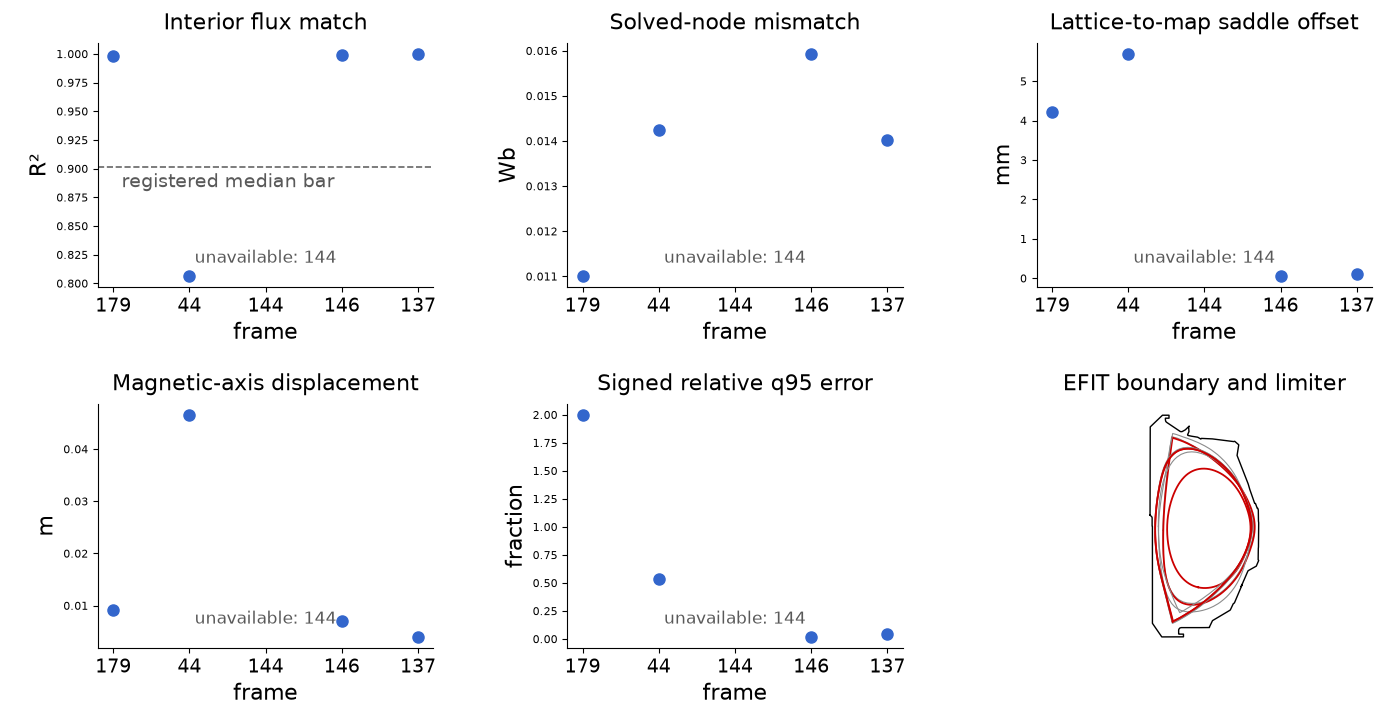 Interior flux match
R²
1.000
0.975
0.950
0.925
0.900
0.875
0.850
0.825
0.800
registered median bar
unavailable: 144
179 44 144 146 137
frame
Solved-node mismatch
Wb
0.016
0.015
0.014
0.013
0.012
0.011
unavailable: 144
179 44 144 146 137
frame
Lattice-to-map saddle offset
mm
5
4
3
2
1
0
unavailable: 144
179 44 144 146 137
frame
Magnetic-axis displacement
m
0.04
0.03
0.02
0.01
unavailable: 144
179 44 144 146 137
frame
Signed relative q95 error
fraction
2.00
1.75
1.50
1.25
1.00
0.75
0.50
0.25
0.00
unavailable: 144
179 44 144 146 137
frame
EFIT boundary and limiter